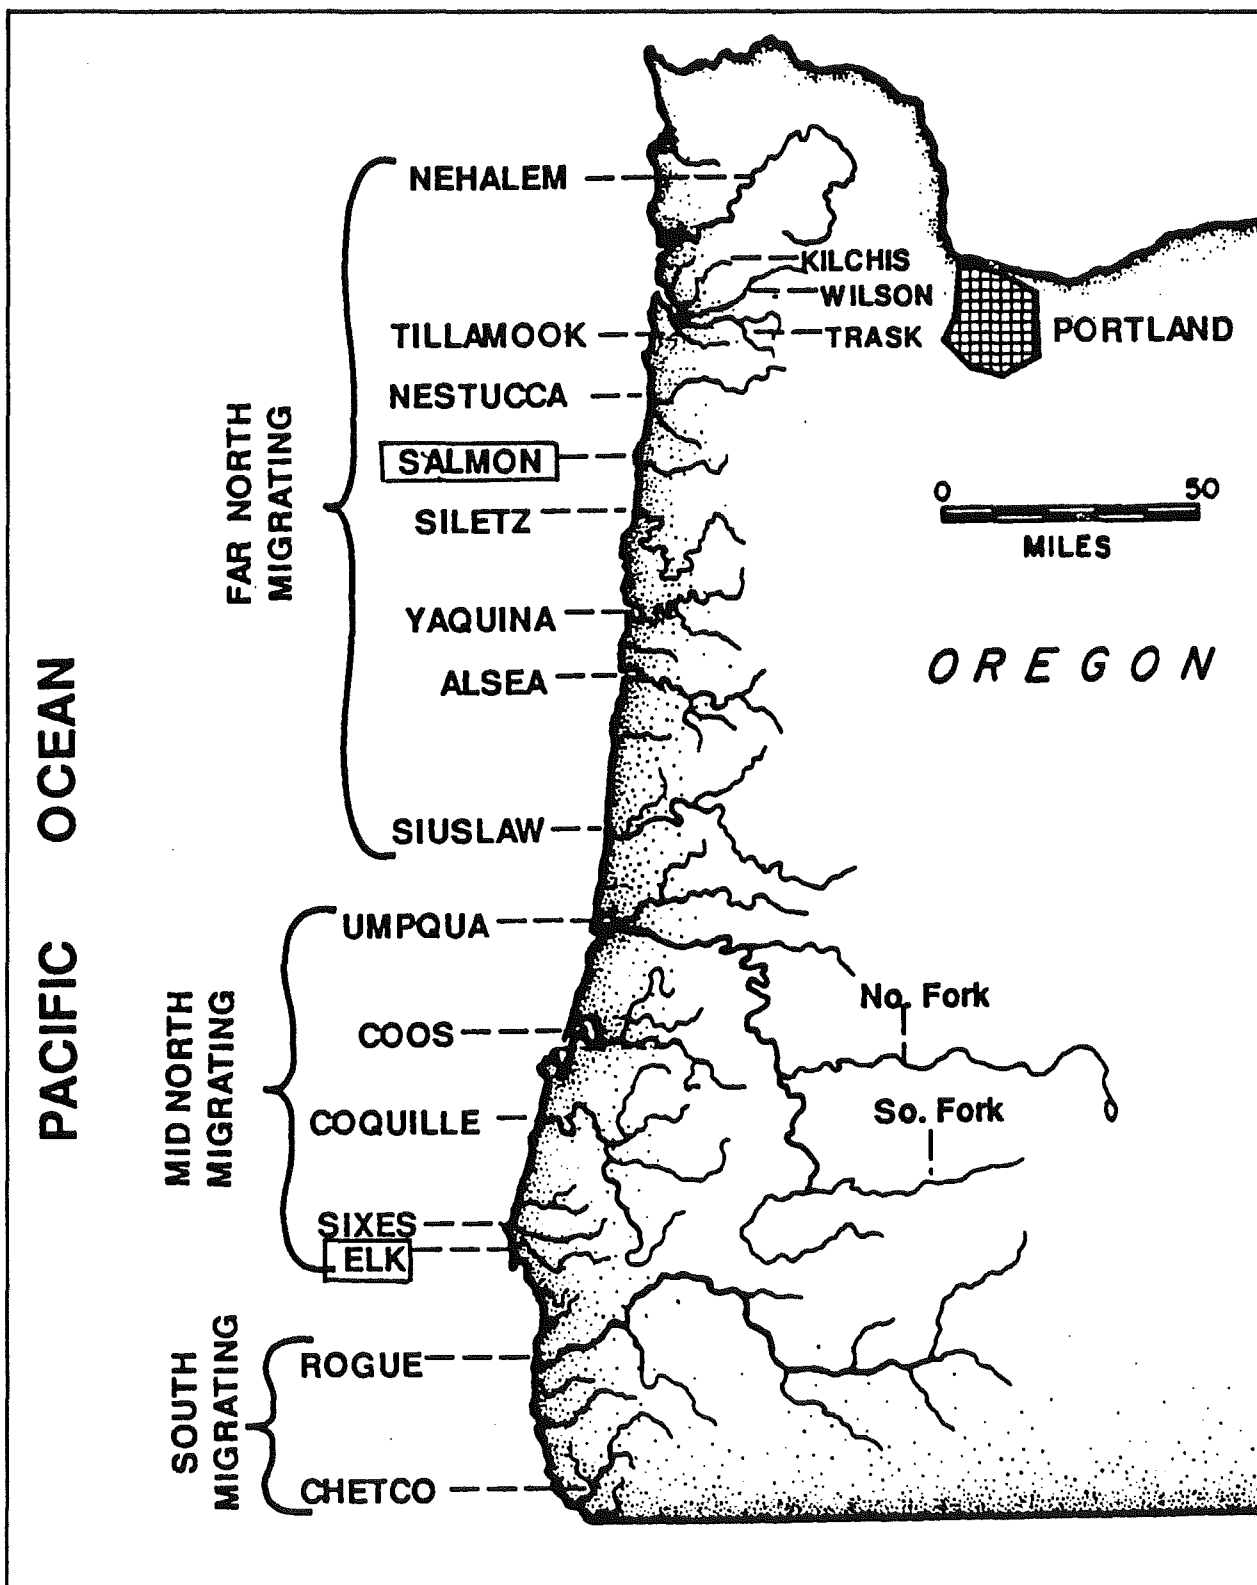 NEHALEM
KILCHIS
WILSON
TILLAMOOK
TRASK
PORTLAND
NESTUCCA
SALMON
SILETZ
0 50
MILES
FAR NORTH
MIGRATING
YAQUINA
ALSEA
OREGON
SIUSLAW
PACIFIC OCEAN
UMPQUA
No. Fork
COOS
MID NORTH
MIGRATING
So. Fork
COQUILLE
SIXES
ELK
ROGUE
SOUTH
MIGRATING
CHETCO